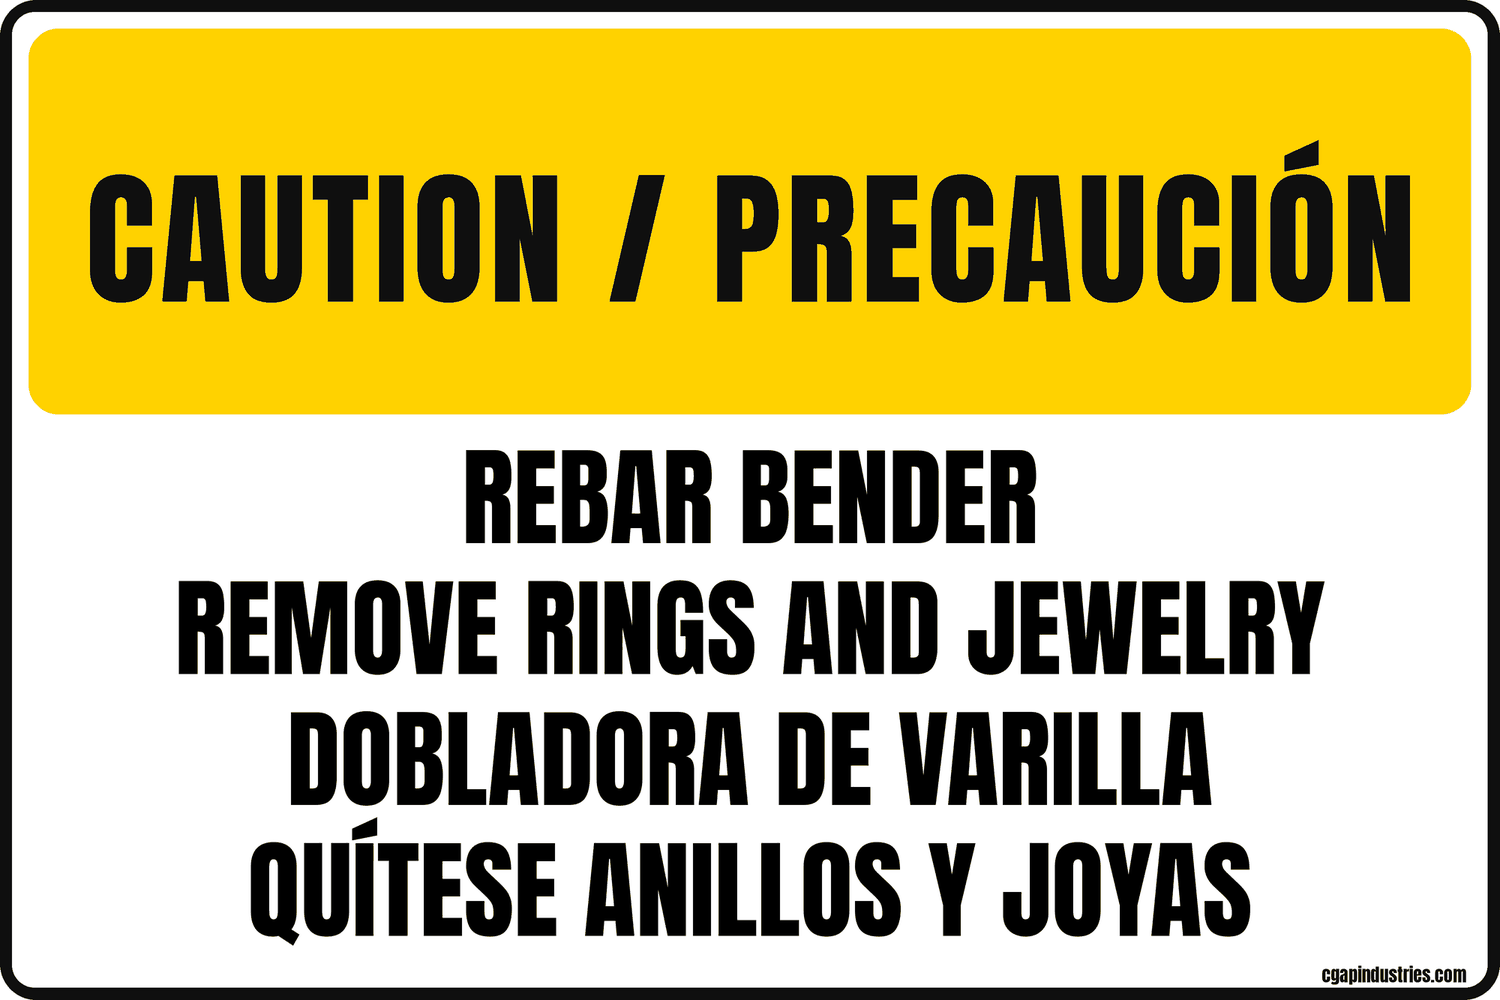 CAUTION / PRECAUCIÓN
REBAR BENDER
REMOVE RINGS AND JEWELRY
DOBLADORA DE VARILLA
QUÍTESE ANILLOS Y JOYAS
cgapindustries.com